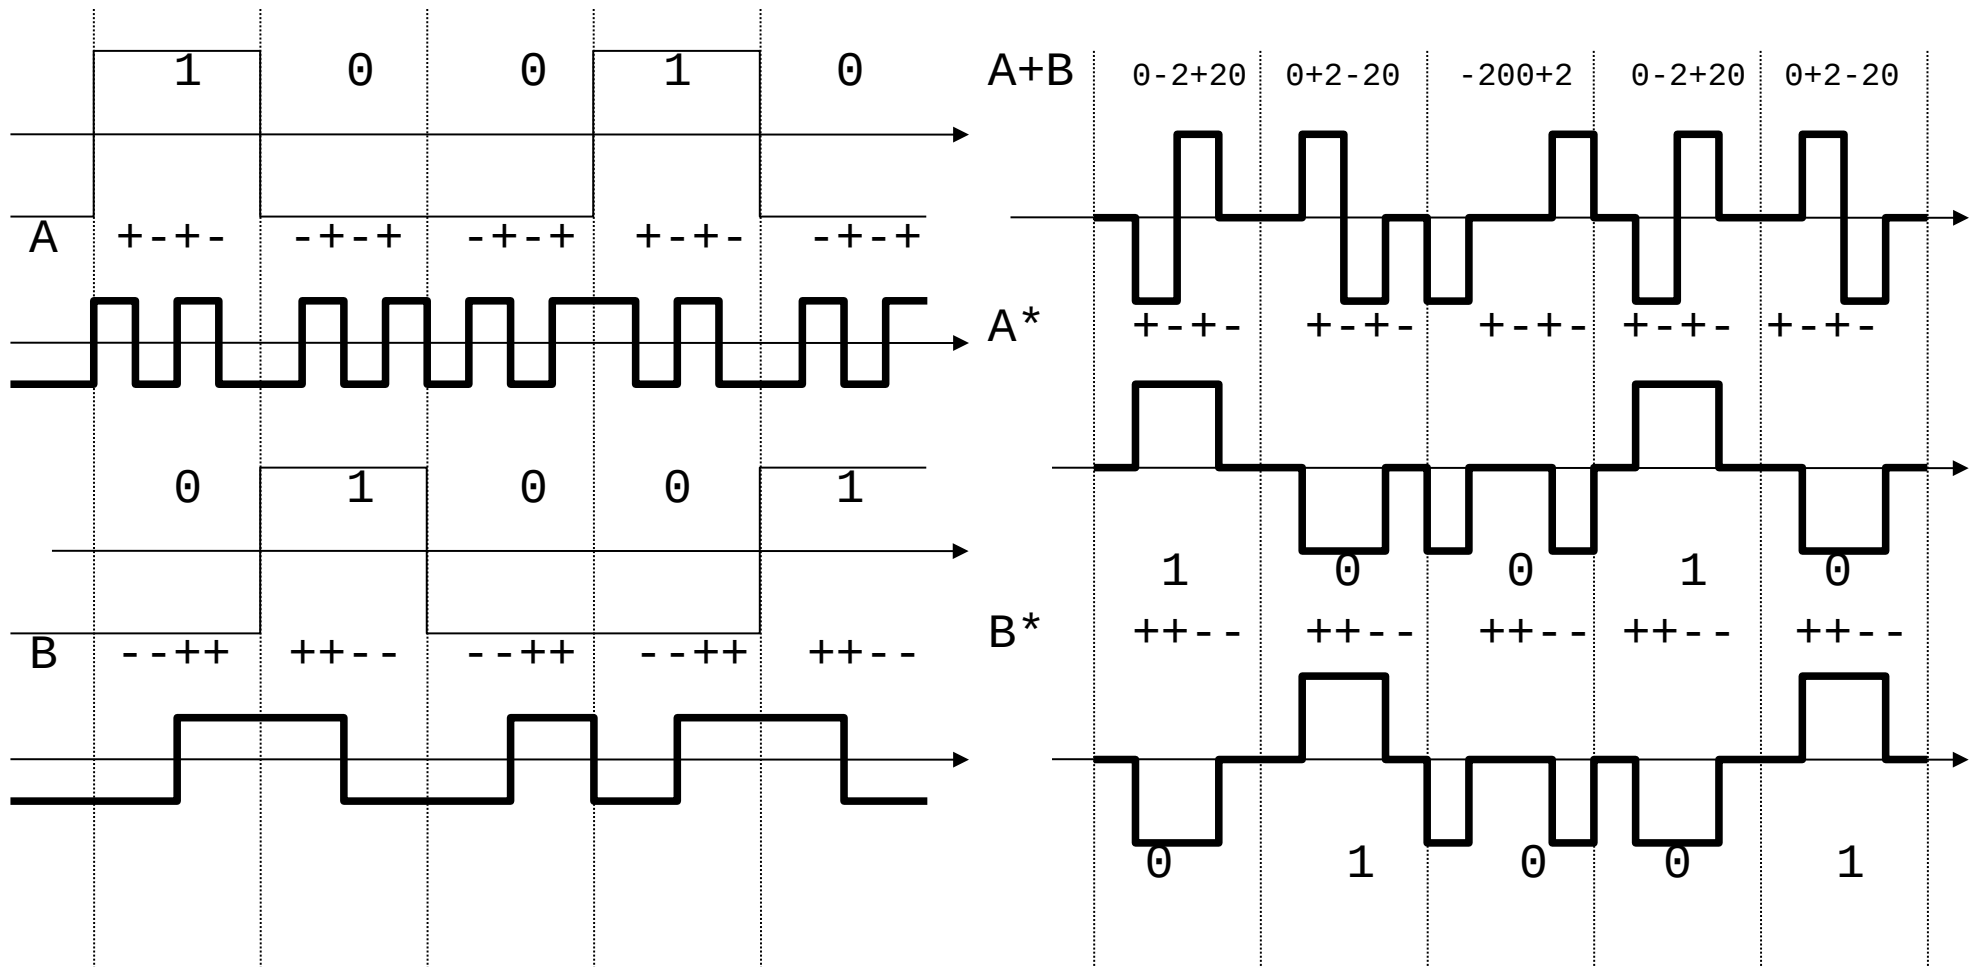 1 0 0 1 0
A +-+- -+-+ -+-+ +-+- -+-+
0 1 0 0 1
B --++ ++-- --++ --++ ++--
A+B 0-2+20 0+2-20 -200+2 0-2+20 0+2-20
A* +-+- +-+- +-+- +-+- +-+-
1 0 0 1 0
B* ++-- ++-- ++-- ++-- ++--
0 1 0 0 1